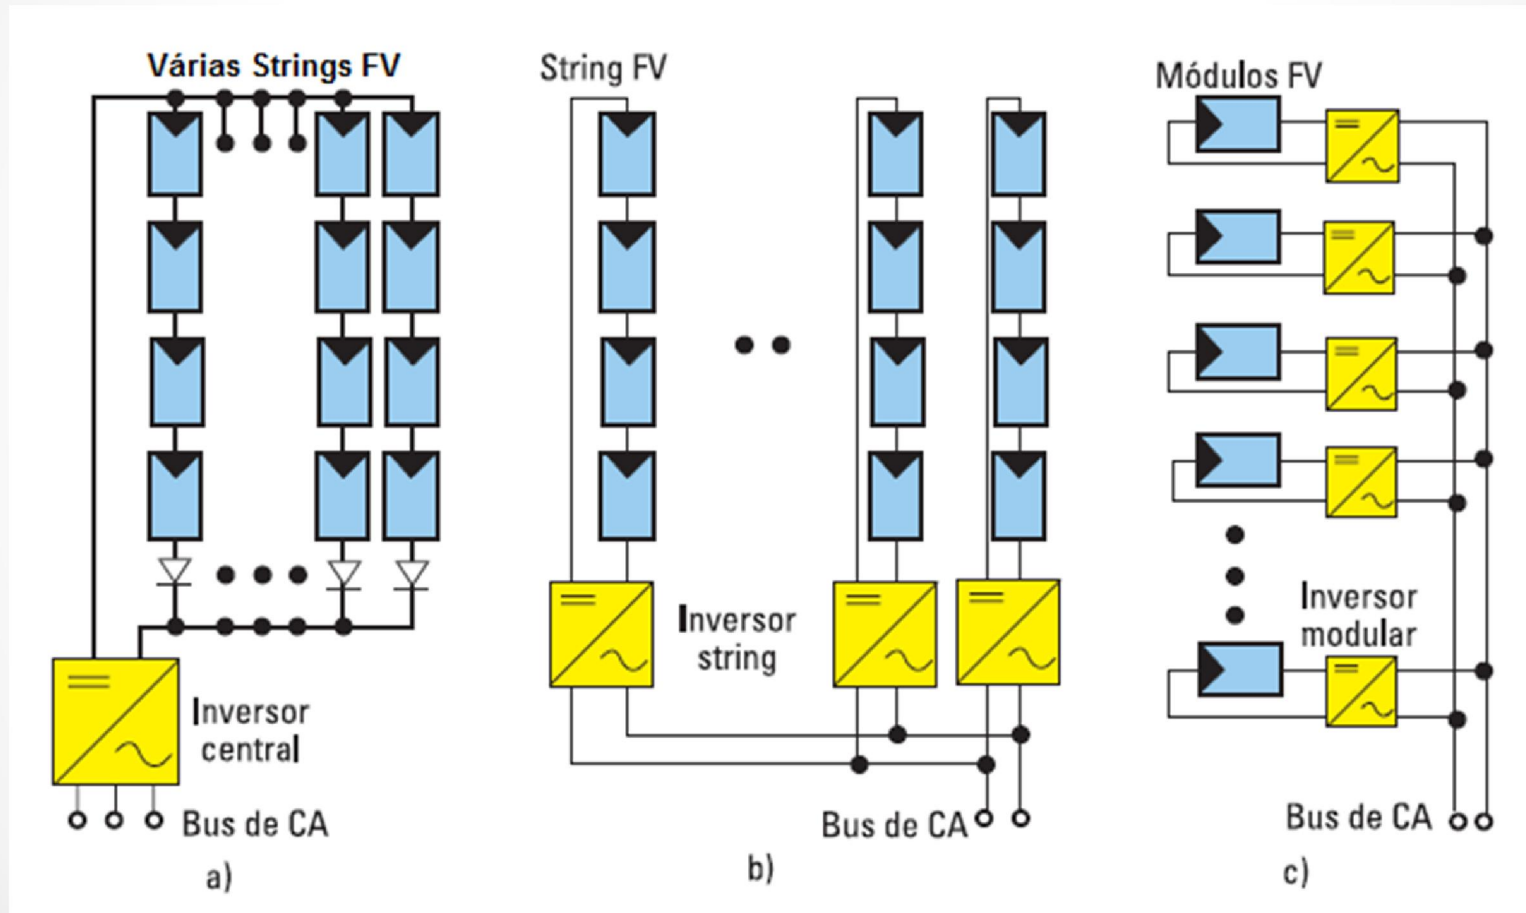 Várias Strings FV
String FV
Módulos FV
Inversor
central
Bus de CA
a)
Inversor
string
Bus de CA
b)
Inversor
modular
Bus de CA
c)